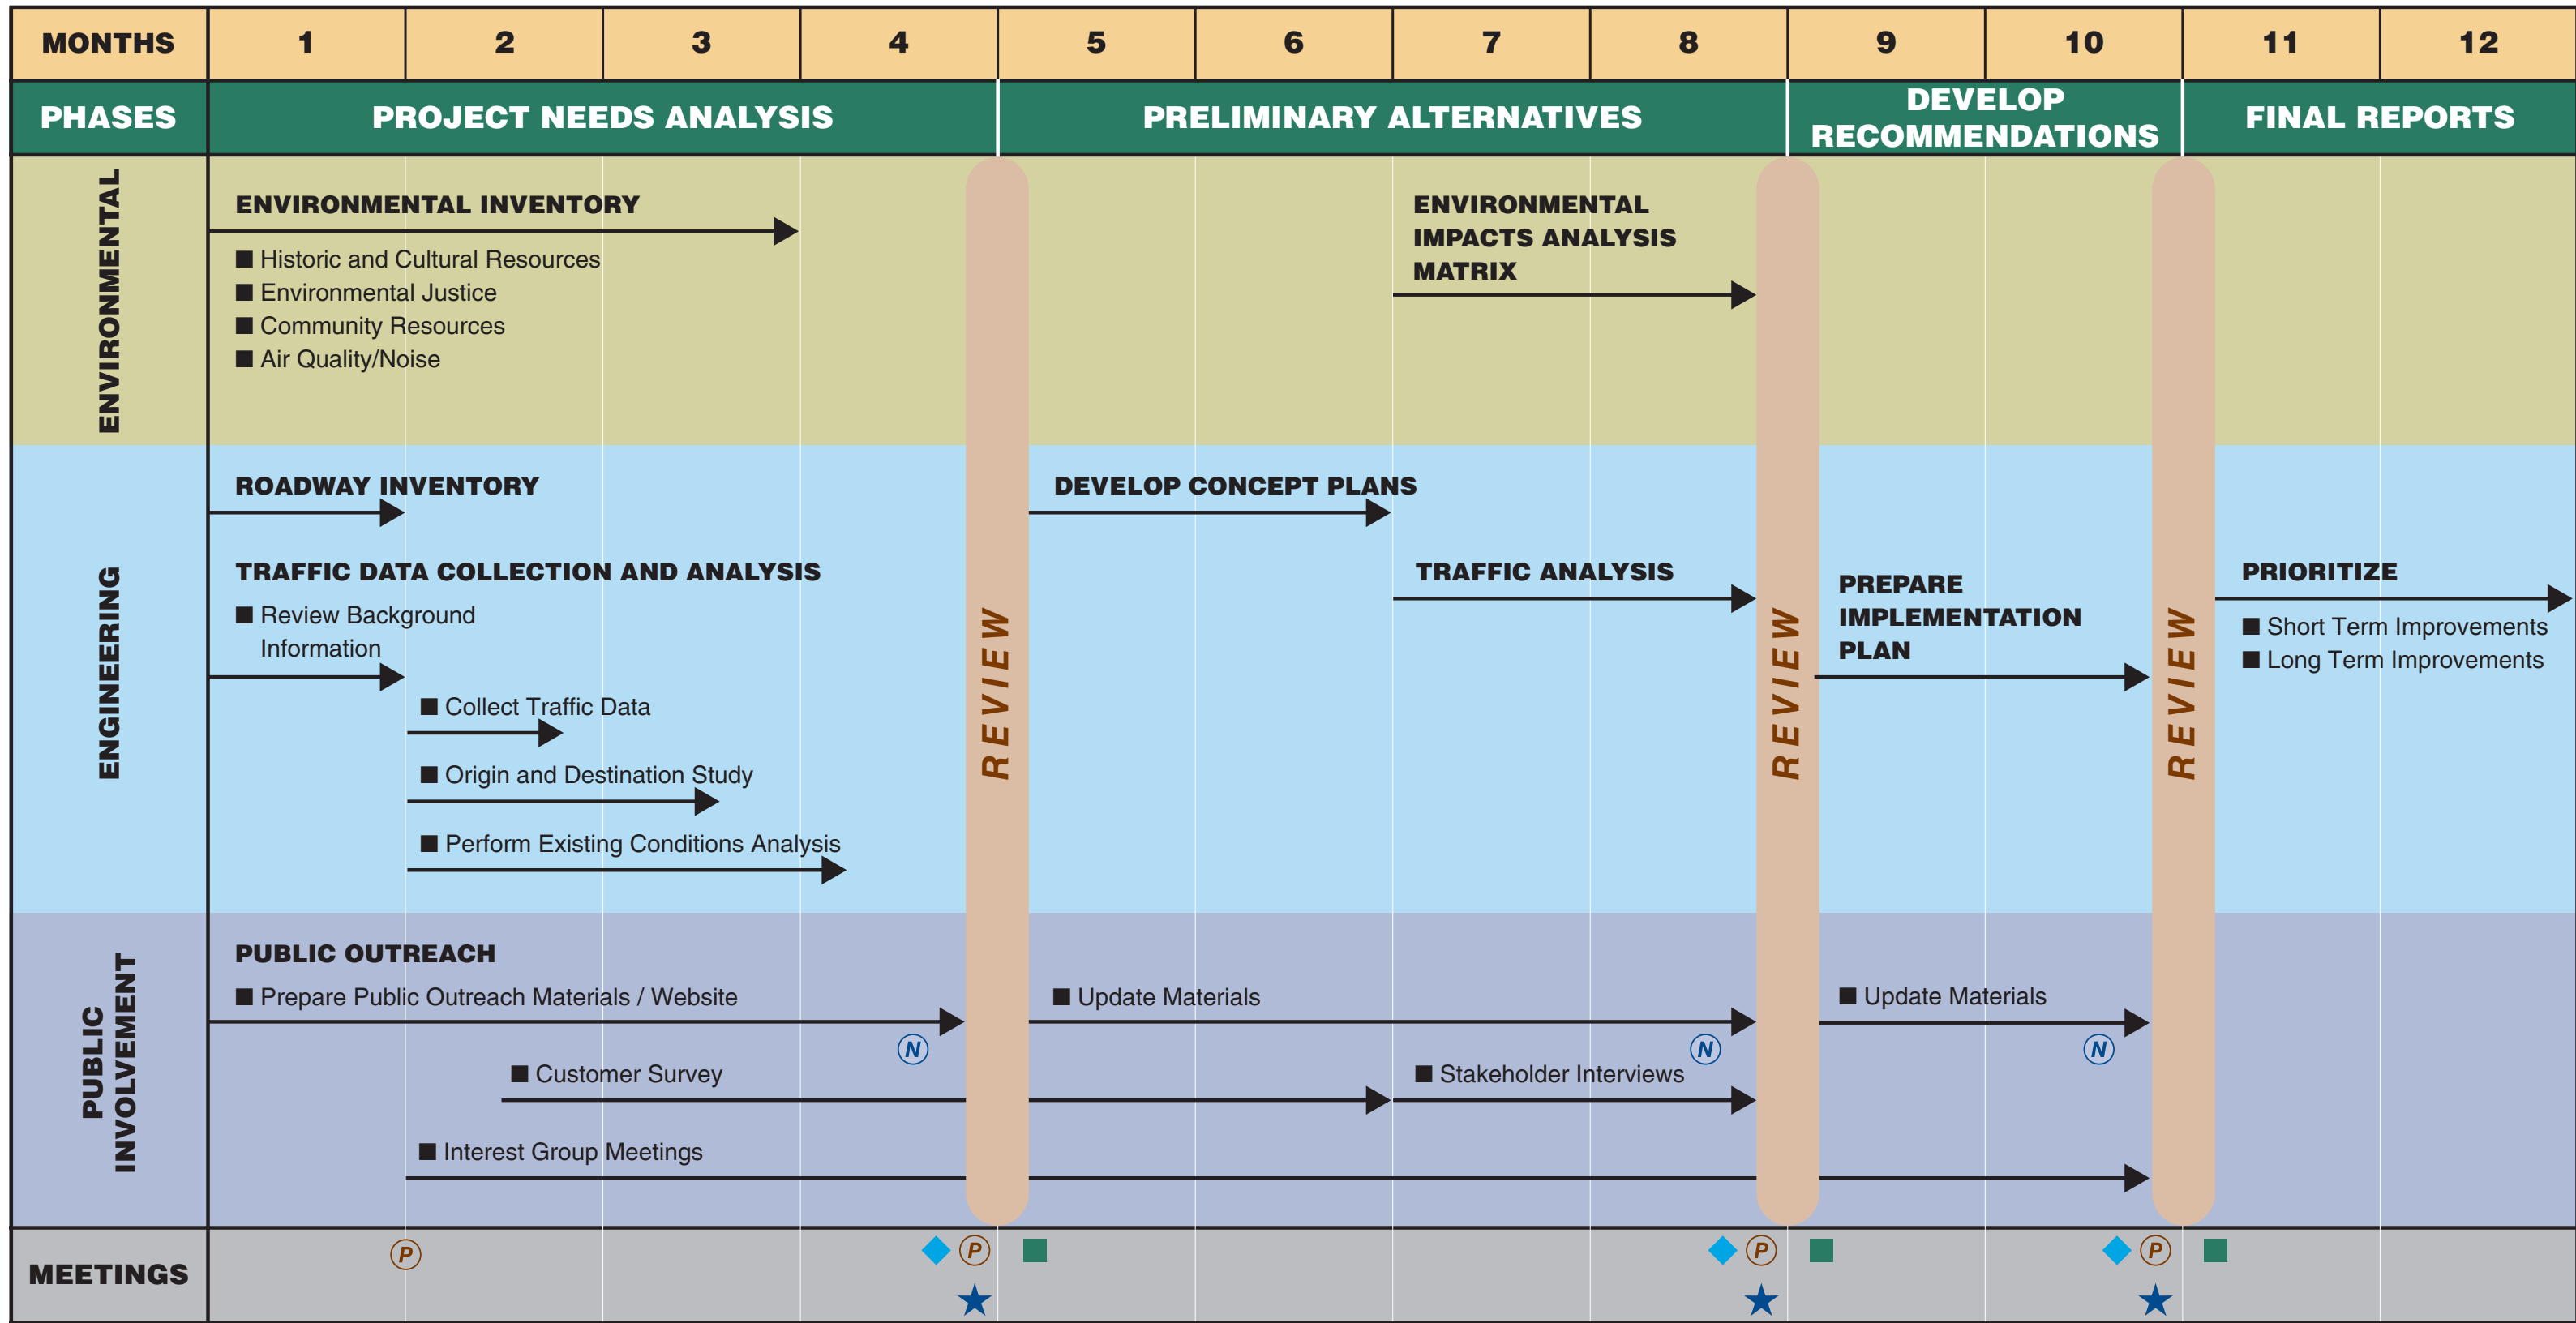 MONTHS 1 2 3 4 5 6 7 8 9 10 11 12
PHASES
PROJECT NEEDS ANALYSIS
PRELIMINARY ALTERNATIVES
DEVELOP
RECOMMENDATIONS
FINAL REPORTS
ENVIRONMENTAL
ENVIRONMENTAL INVENTORY
Historic and Cultural Resources
Environmental Justice
Community Resources
Air Quality/Noise
ENVIRONMENTAL
IMPACTS ANALYSIS
MATRIX
ENGINEERING
ROADWAY INVENTORY
DEVELOP CONCEPT PLANS
TRAFFIC DATA COLLECTION AND ANALYSIS
Review Background
Information
Collect Traffic Data
Origin and Destination Study
Perform Existing Conditions Analysis
TRAFFIC ANALYSIS
PREPARE
IMPLEMENTATION
PLAN
PRIORITIZE
Short Term Improvements
Long Term Improvements
REVIEW
REVIEW
REVIEW
PUBLIC
INVOLVEMENT
PUBLIC OUTREACH
Prepare Public Outreach Materials / Website
Update Materials
Update Materials
N
N
N
Customer Survey
Stakeholder Interviews
Interest Group Meetings
MEETINGS
P
P
P
P